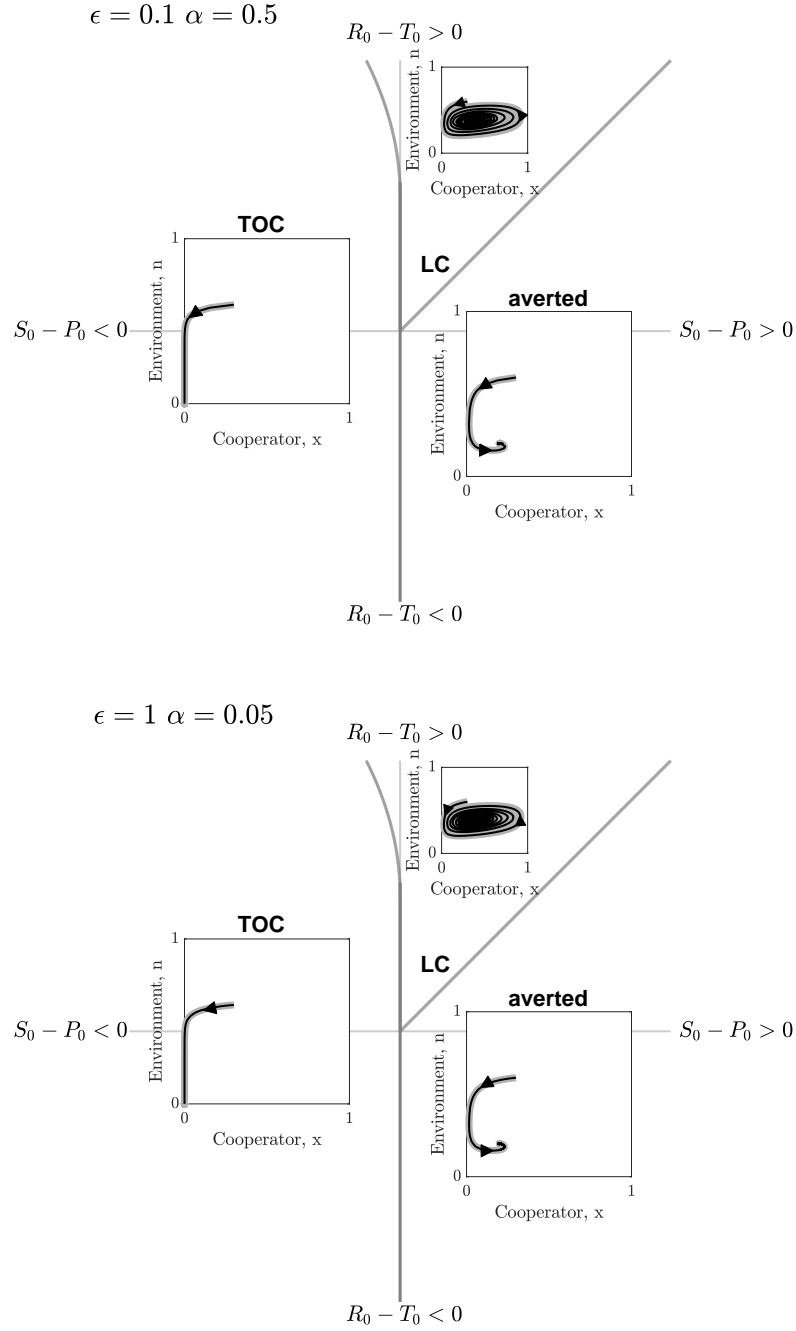 ϵ = 0.1 α = 0.5
R₀ − T₀ > 0
1
Environment, n
0
0
1
Cooperator, x
TOC
1
Environment, n
0
0
1
Cooperator, x
LC
averted
1
Environment, n
0
0
1
Cooperator, x
S₀ − P₀ < 0
S₀ − P₀ > 0
R₀ − T₀ < 0
ϵ = 1 α = 0.05
R₀ − T₀ > 0
1
Environment, n
0
0
1
Cooperator, x
TOC
1
Environment, n
0
0
1
Cooperator, x
LC
averted
1
Environment, n
0
0
1
Cooperator, x
S₀ − P₀ < 0
S₀ − P₀ > 0
R₀ − T₀ < 0